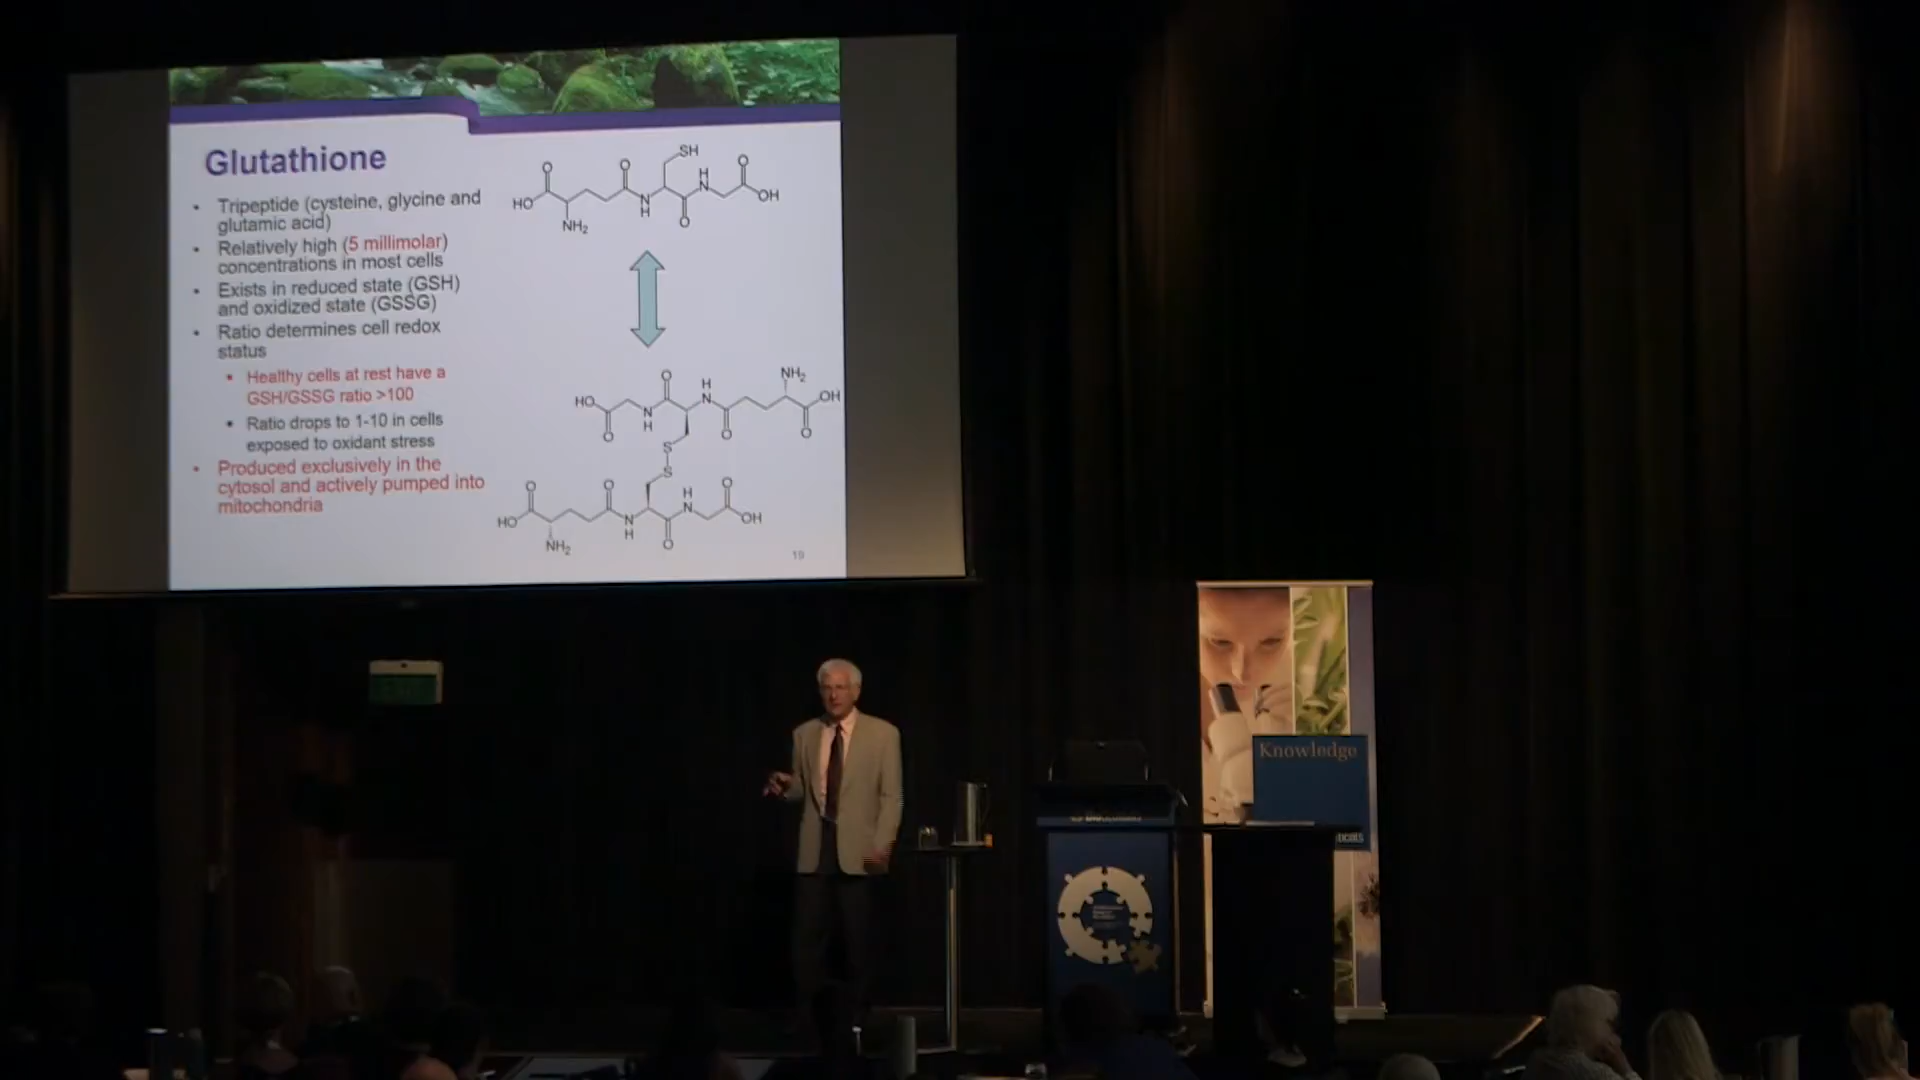 Glutathione
• Tripeptide (cysteine, glycine and
glutamic acid)
• Relatively high (5 millimolar)
concentrations in most cells
• Exists in reduced state (GSH)
and oxidized state (GSSG)
• Ratio determines cell redox
status
• Healthy cells at rest have a
GSH/GSSG ratio >100
• Ratio drops to 1-10 in cells
exposed to oxidant stress
• Produced exclusively in the
cytosol and actively pumped into
mitochondria
O O SH H O
HO N N OH
NH₂ H O
O H NH₂
HO N N OH
O H O O
S
S
O O H O
HO N N OH
NH₂ H O
19
Knowledge